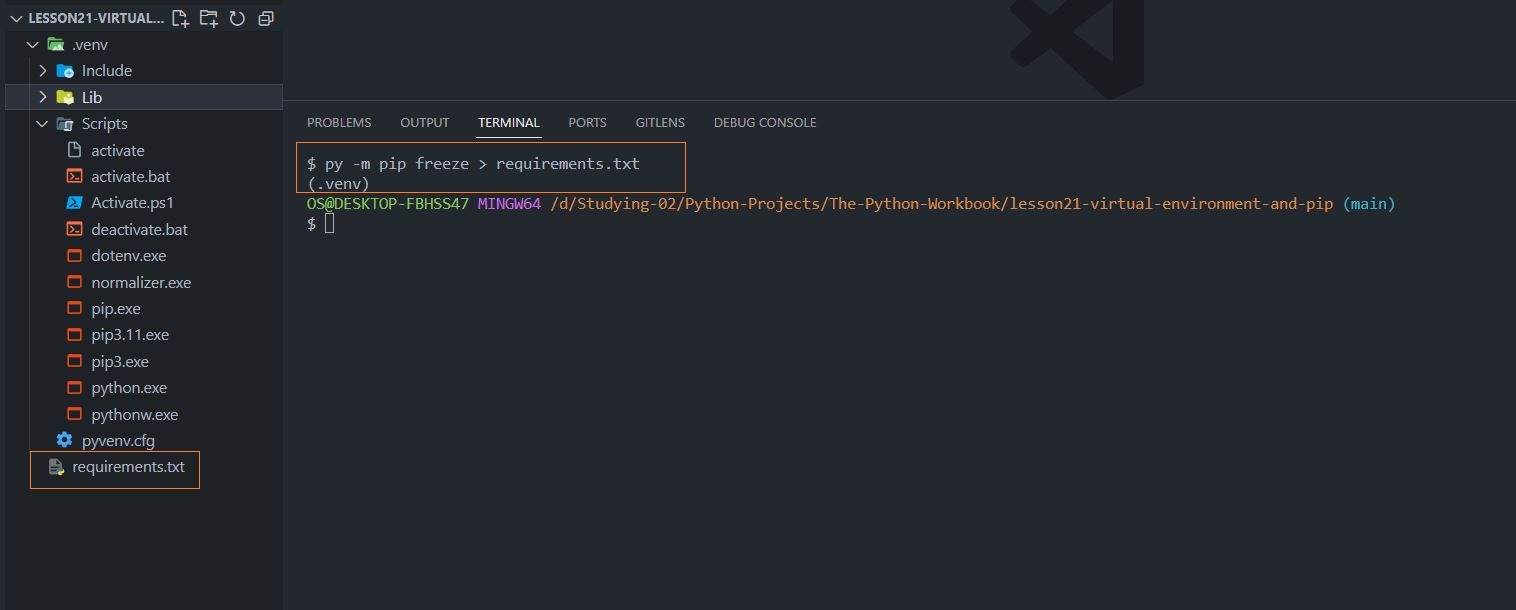 LESSON21-VIRTUAL...
.venv
Include
Lib
Scripts
activate
activate.bat
Activate.ps1
deactivate.bat
dotenv.exe
normalizer.exe
pip.exe
pip3.11.exe
pip3.exe
python.exe
pythonw.exe
pyvenv.cfg
requirements.txt
PROBLEMS OUTPUT TERMINAL PORTS GITLENS DEBUG CONSOLE
$ py -m pip freeze > requirements.txt
(.venv)
OS@DESKTOP-FBHSS47 MINGW64 /d/Studying-02/Python-Projects/The-Python-Workbook/lesson21-virtual-environment-and-pip (main)
$